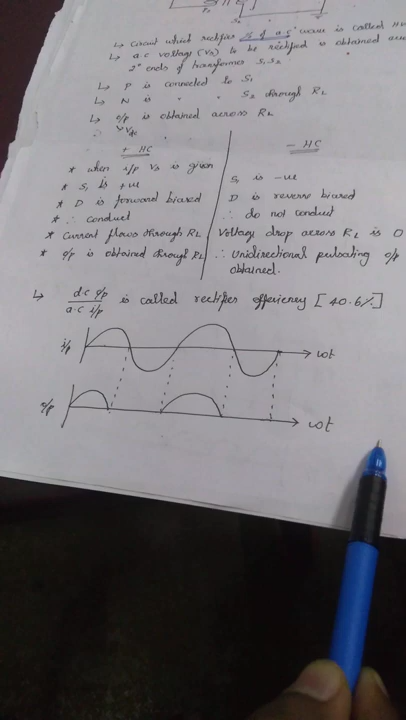 S₂
↳ Circuit which rectifies ½ of a.c wave is called HW
↳ a.c voltage (Vs) to be rectified is obtained
2° ends of transformer S₁ S₂
↳ P is connected to S₁
↳ N is " " S₂ through RL
↳ o/p is obtained across RL
Vdc
+ HC
* when i/p Vs is given
* S₁ is +ve
* D is forward biased
* ∴ conduct
* Current flows through RL
* o/p is obtained through RL
- HC
S₁ is -ve
D is reverse biased
∴ do not conduct
Voltage drop across RL is 0
∴ Unidirectional pulsating o/p
obtained.
↳ d.c o/p / a.c i/p is called rectifier efficiency [40.6%]
i/p
wt
o/p
wt